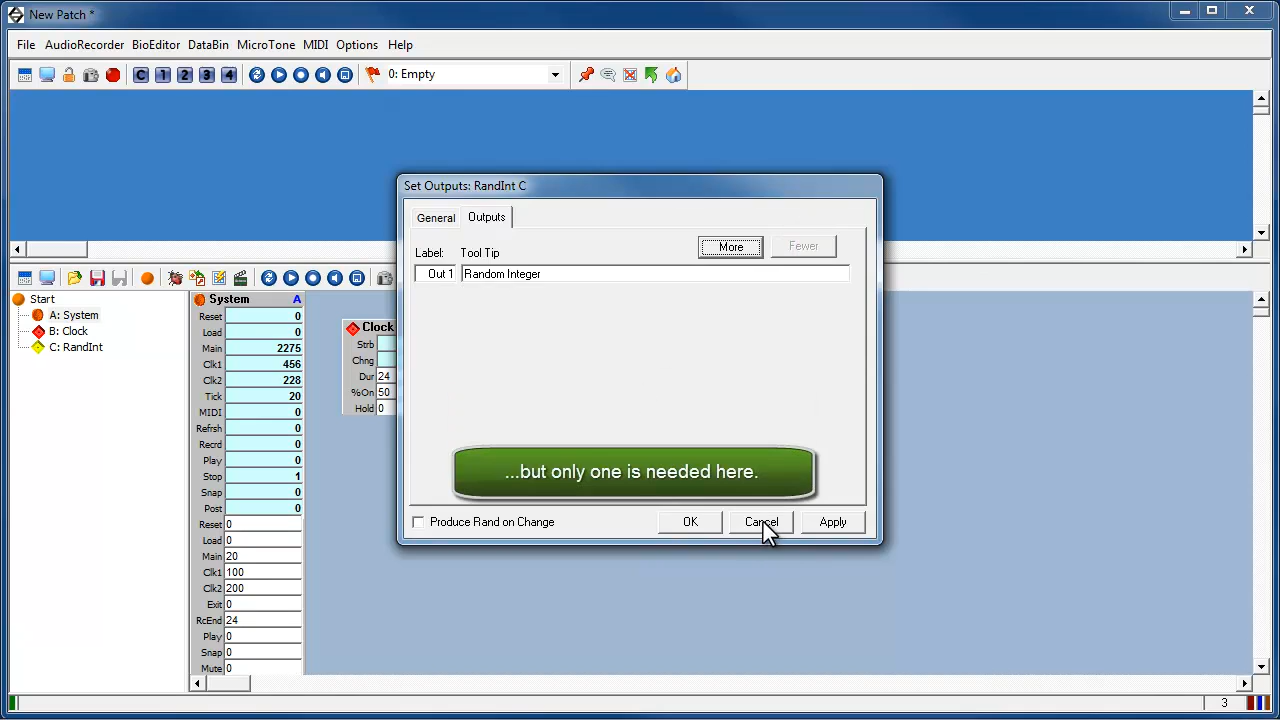 New Patch *
File AudioRecorder BioEditor DataBin MicroTone MIDI Options Help
C 1 2 3 4 0: Empty
Set Outputs: RandInt C
General Outputs
Label: Tool Tip More Fewer
Out 1 Random Integer
...but only one is needed here.
Produce Rand on Change OK Cancel Apply
Start
A: System
B: Clock
C: RandInt
System A
Reset 0
Load 0
Main 2275
Clk1 456
Clk2 228
Tick 20
MIDI 0
Refrsh 0
Recrd 0
Play 0
Stop 1
Snap 0
Post 0
Reset 0
Load 0
Main 20
Clk1 100
Clk2 200
Exit 0
RcEnd 24
Play 0
Snap 0
Mute 0
Clock
Strb
Chng
Dur 24
%On 50
Hold 0
3